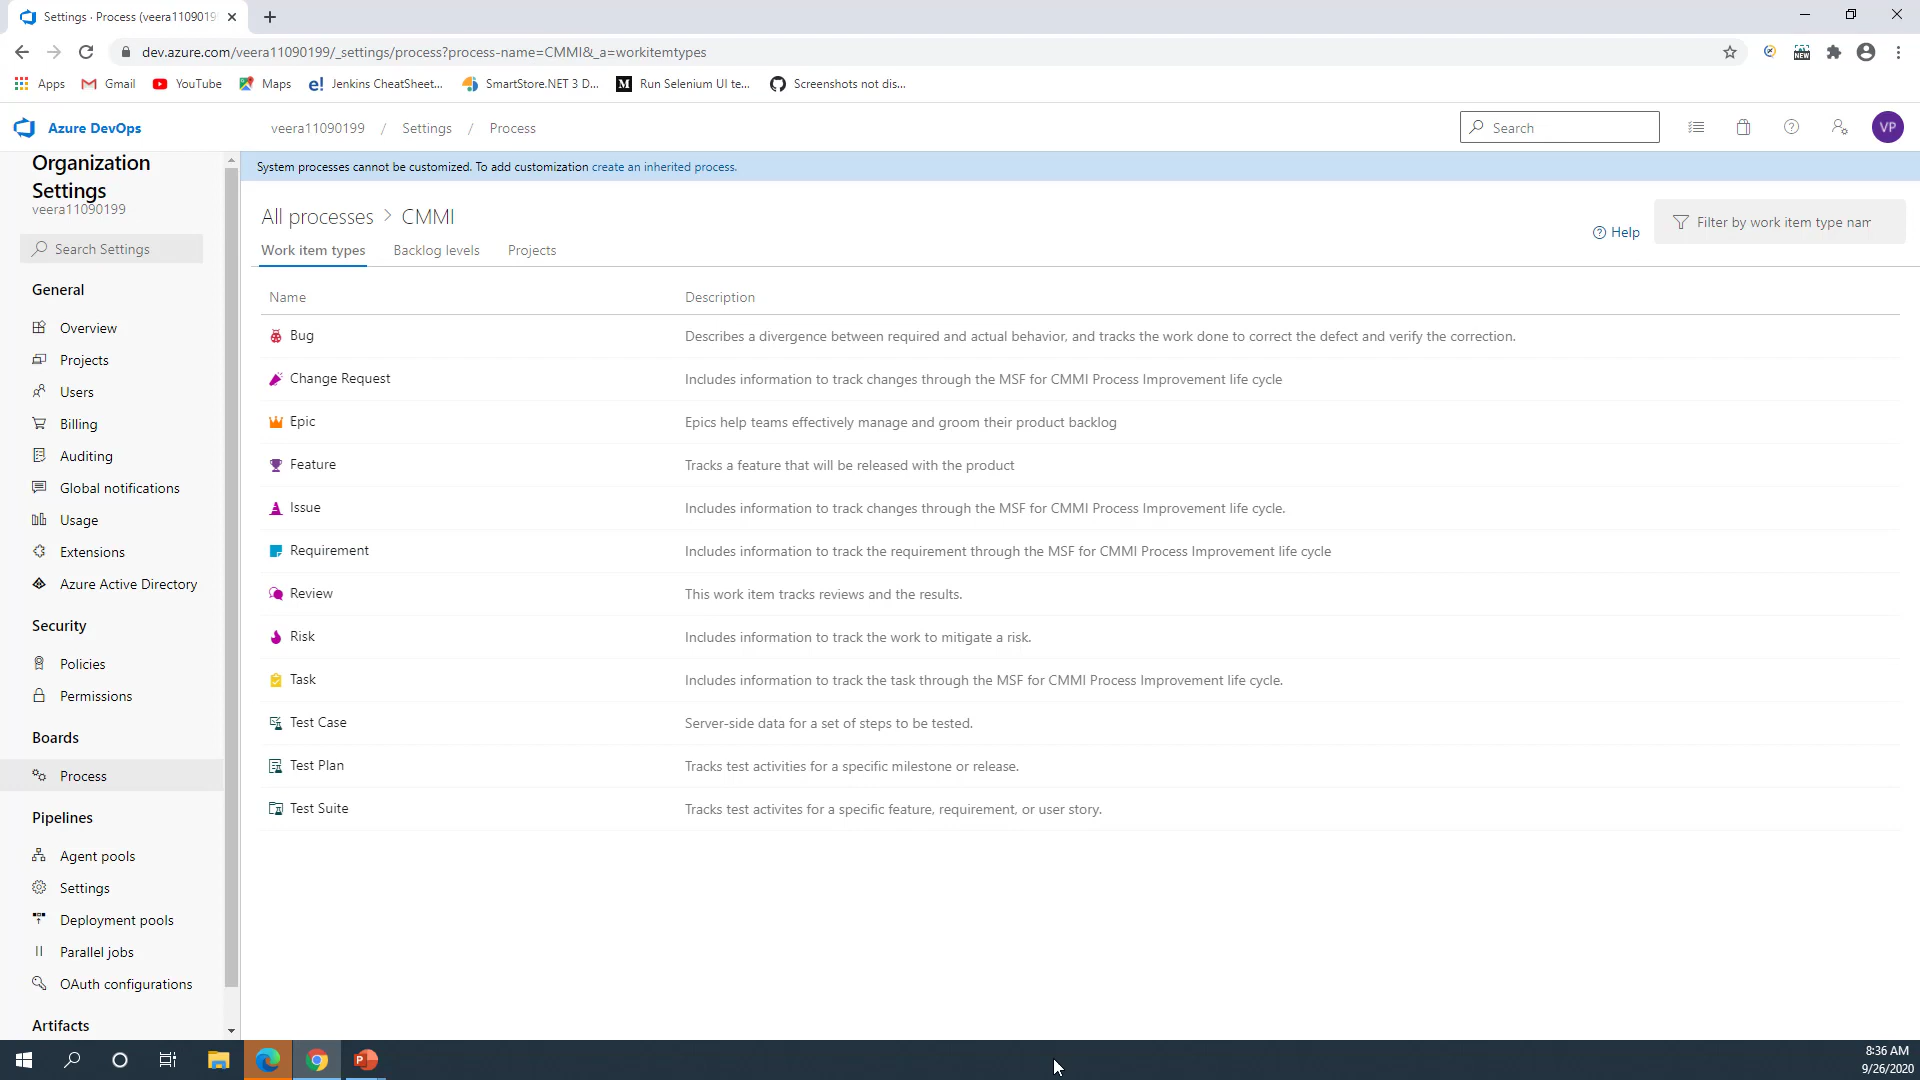 Settings · Process (veera1109019
dev.azure.com/veera11090199/_settings/process?process-name=CMMI&_a=workitemtypes
Apps
Gmail
YouTube
Maps
Jenkins CheatSheet...
SmartStore.NET 3 D...
Run Selenium UI te...
Screenshots not dis...
Azure DevOps
veera11090199 / Settings / Process
Search
VP
Organization
Settings
veera11090199
Search Settings
General
Overview
Projects
Users
Billing
Auditing
Global notifications
Usage
Extensions
Azure Active Directory
Security
Policies
Permissions
Boards
Process
Pipelines
Agent pools
Settings
Deployment pools
Parallel jobs
OAuth configurations
Artifacts
System processes cannot be customized. To add customization create an inherited process.
All processes > CMMI
Help
Filter by work item type nam
Work item types
Backlog levels
Projects
Name Description
Bug Describes a divergence between required and actual behavior, and tracks the work done to correct the defect and verify the correction.
Change Request Includes information to track changes through the MSF for CMMI Process Improvement life cycle
Epic Epics help teams effectively manage and groom their product backlog
Feature Tracks a feature that will be released with the product
Issue Includes information to track changes through the MSF for CMMI Process Improvement life cycle.
Requirement Includes information to track the requirement through the MSF for CMMI Process Improvement life cycle
Review This work item tracks reviews and the results.
Risk Includes information to track the work to mitigate a risk.
Task Includes information to track the task through the MSF for CMMI Process Improvement life cycle.
Test Case Server-side data for a set of steps to be tested.
Test Plan Tracks test activities for a specific milestone or release.
Test Suite Tracks test activites for a specific feature, requirement, or user story.
8:36 AM
9/26/2020